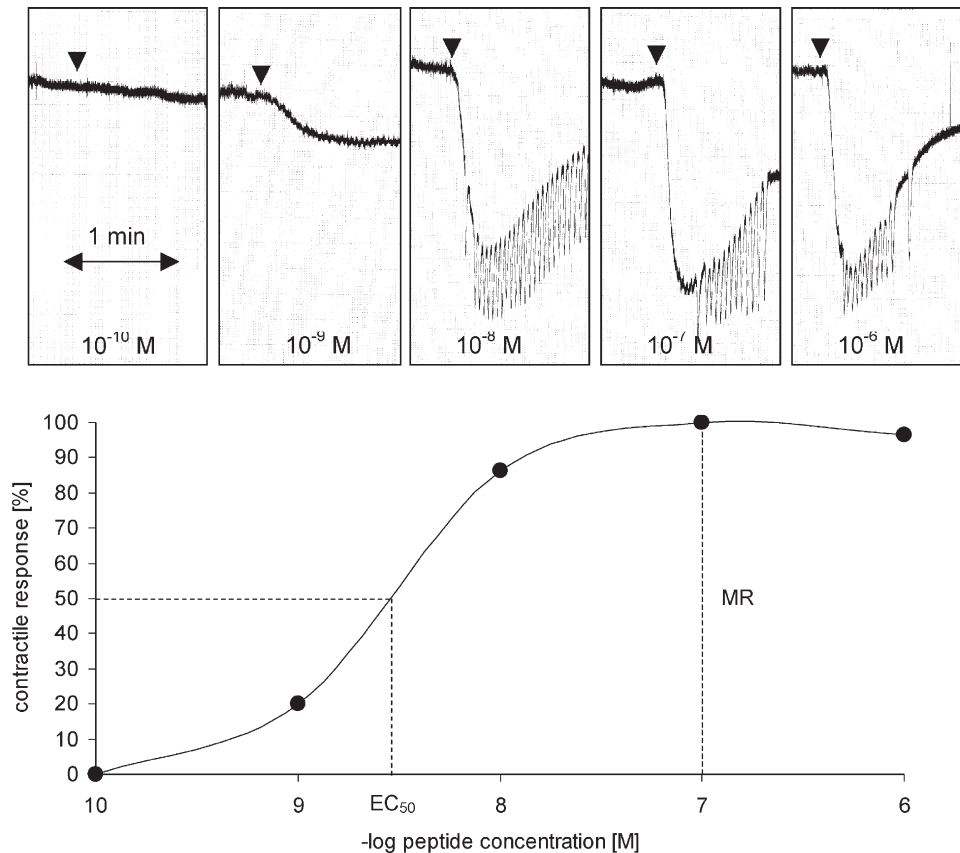 1 min
10⁻¹⁰ M
10⁻⁹ M
10⁻⁸ M
10⁻⁷ M
10⁻⁶ M
contractile response [%]
100
90
80
70
60
50
40
30
20
10
0
MR
10
9
EC₅₀
8
7
6
-log peptide concentration [M]